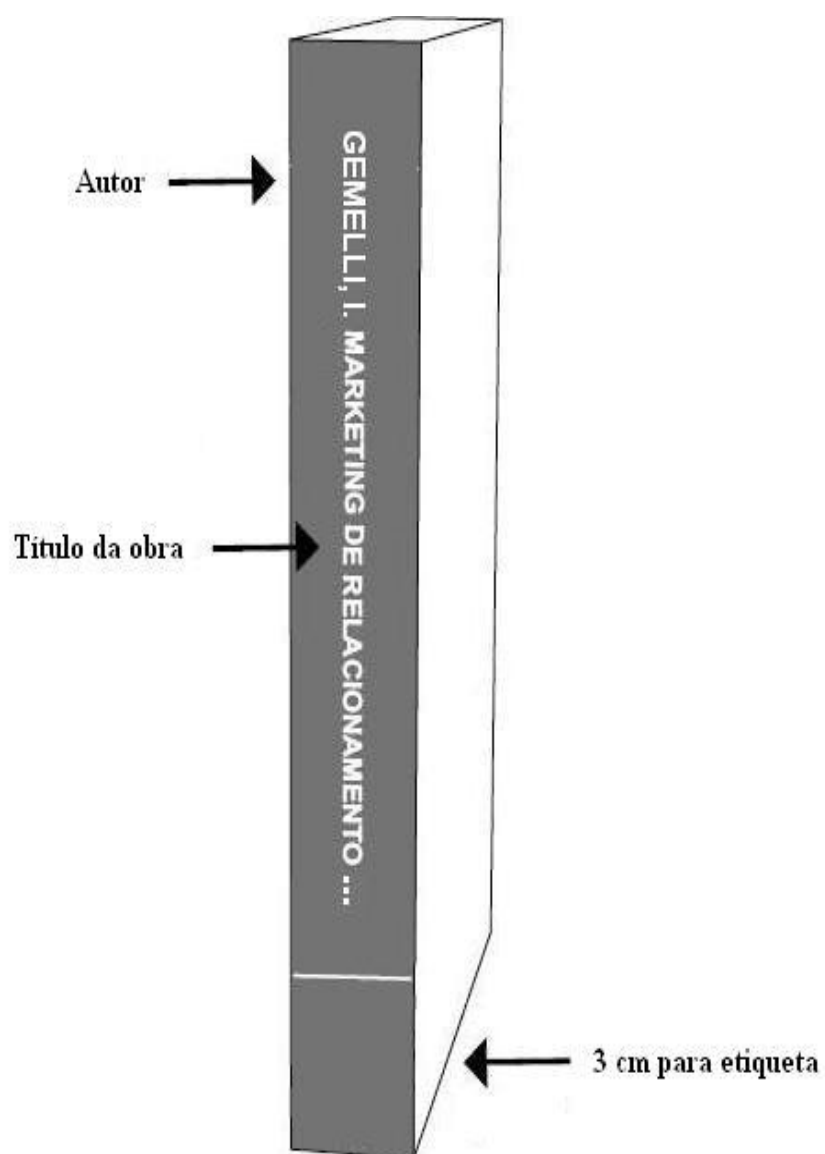 Autor
GEMELLI, I. MARKETING DE RELACIONAMENTO ...
Título da obra
3 cm para etiqueta